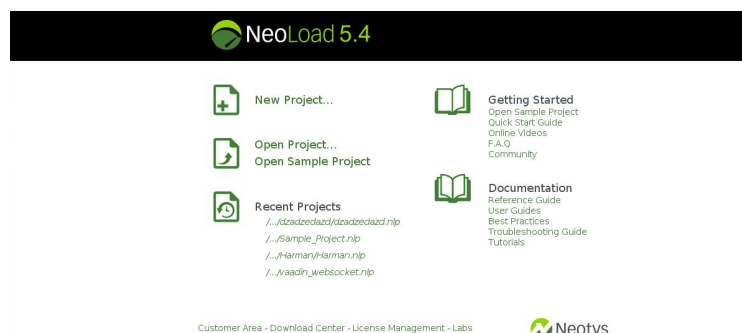 NeoLoad 5.4
New Project...
Open Project...
Open Sample Project
Recent Projects
/.../dzadzedazd/dzadzedazd.nlp
/.../Sample_Project.nlp
/.../Harman/Harman.nlp
/.../vaadin_websocket.nlp
Getting Started
Open Sample Project
Quick Start Guide
Online Videos
F.A.Q
Community
Documentation
Reference Guide
User Guides
Best Practices
Troubleshooting Guide
Tutorials
Customer Area - Download Center - License Management - Labs
Neotys